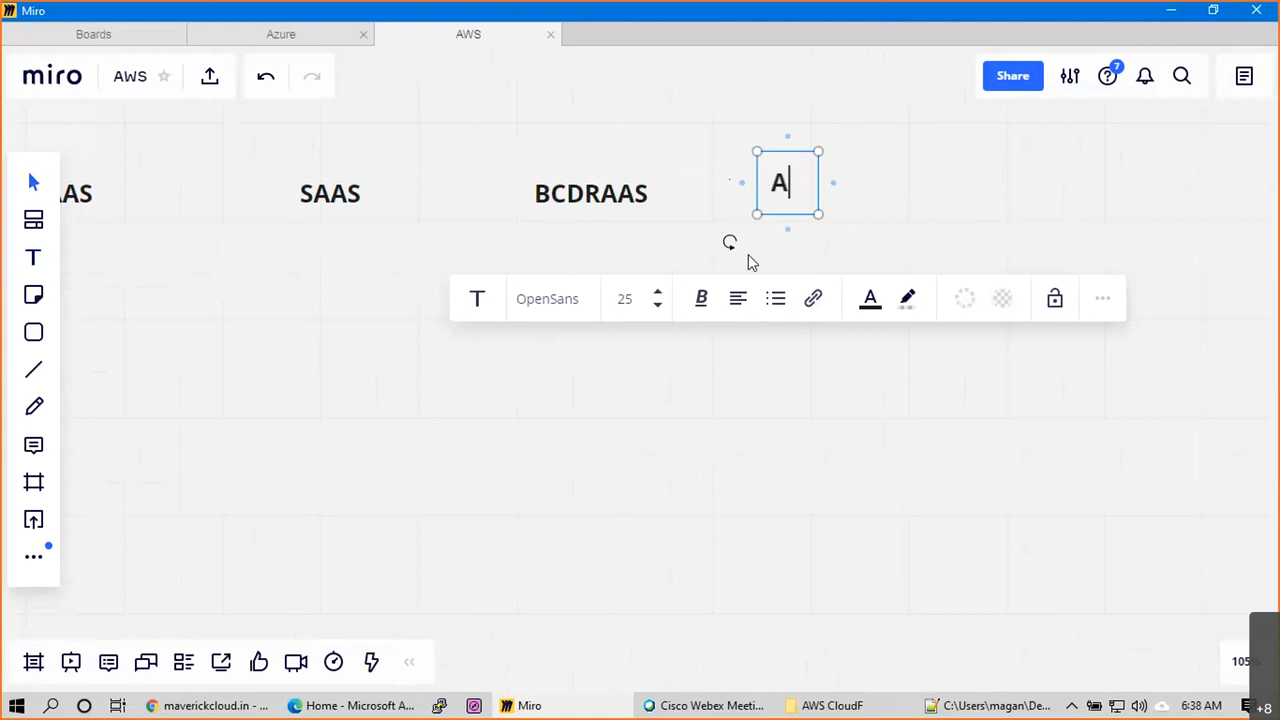 Miro
Boards
Azure
AWS
miro
AWS
Share
7
AAS
SAAS
BCDRAAS
A
T
OpenSans
25
B
A
105
maverickcloud.in - ...
Home - Microsoft A...
Miro
Cisco Webex Meeti...
AWS CloudF
C:\Users\magan\De...
6:38 AM
+8